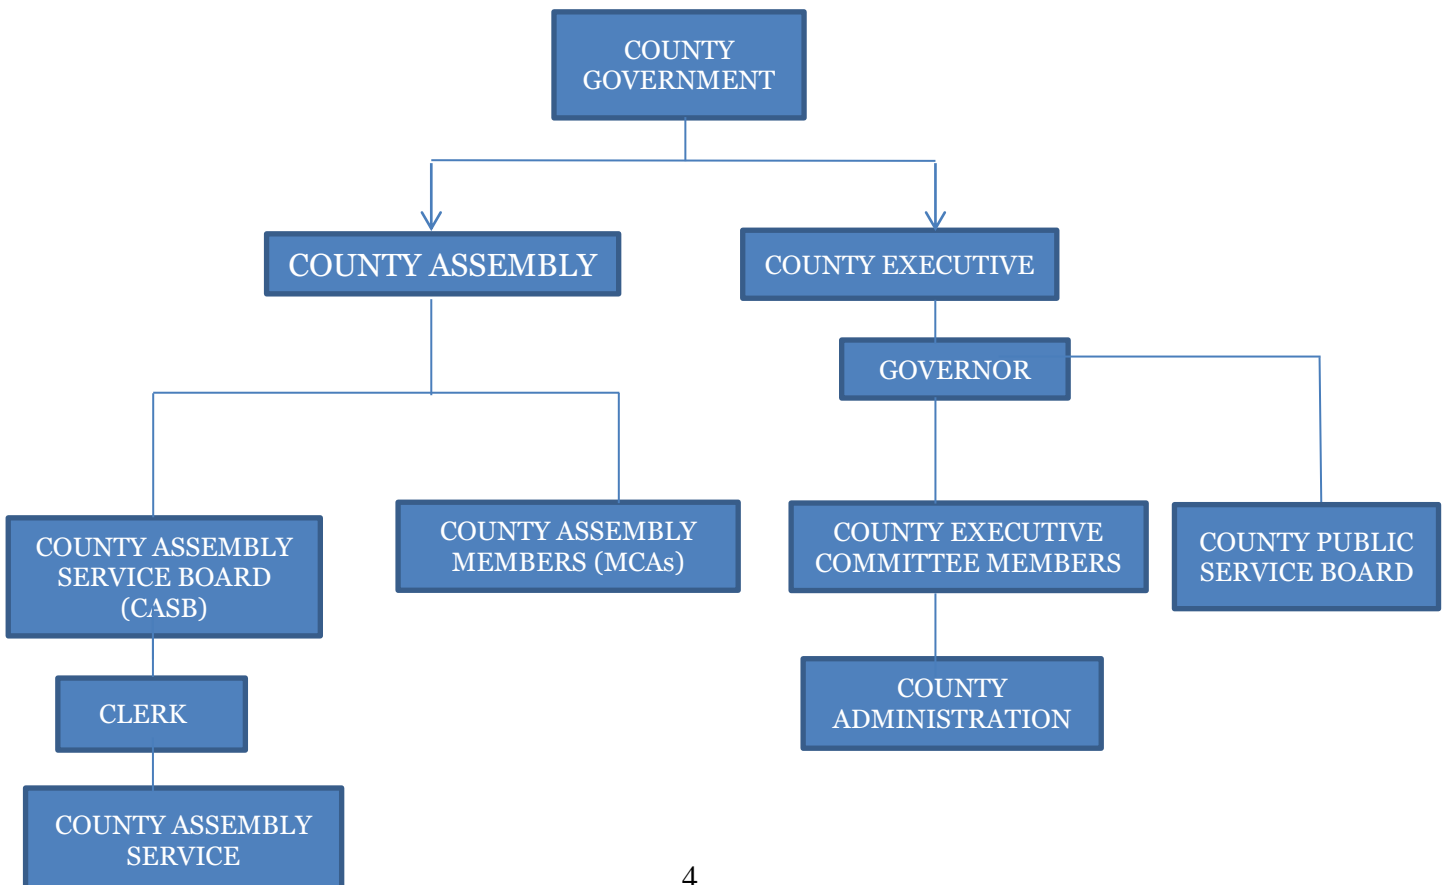 COUNTY
GOVERNMENT
COUNTY ASSEMBLY
COUNTY EXECUTIVE
GOVERNOR
COUNTY ASSEMBLY
SERVICE BOARD
(CASB)
COUNTY ASSEMBLY
MEMBERS (MCAs)
COUNTY EXECUTIVE
COMMITTEE MEMBERS
COUNTY PUBLIC
SERVICE BOARD
CLERK
COUNTY
ADMINISTRATION
COUNTY ASSEMBLY
SERVICE
4